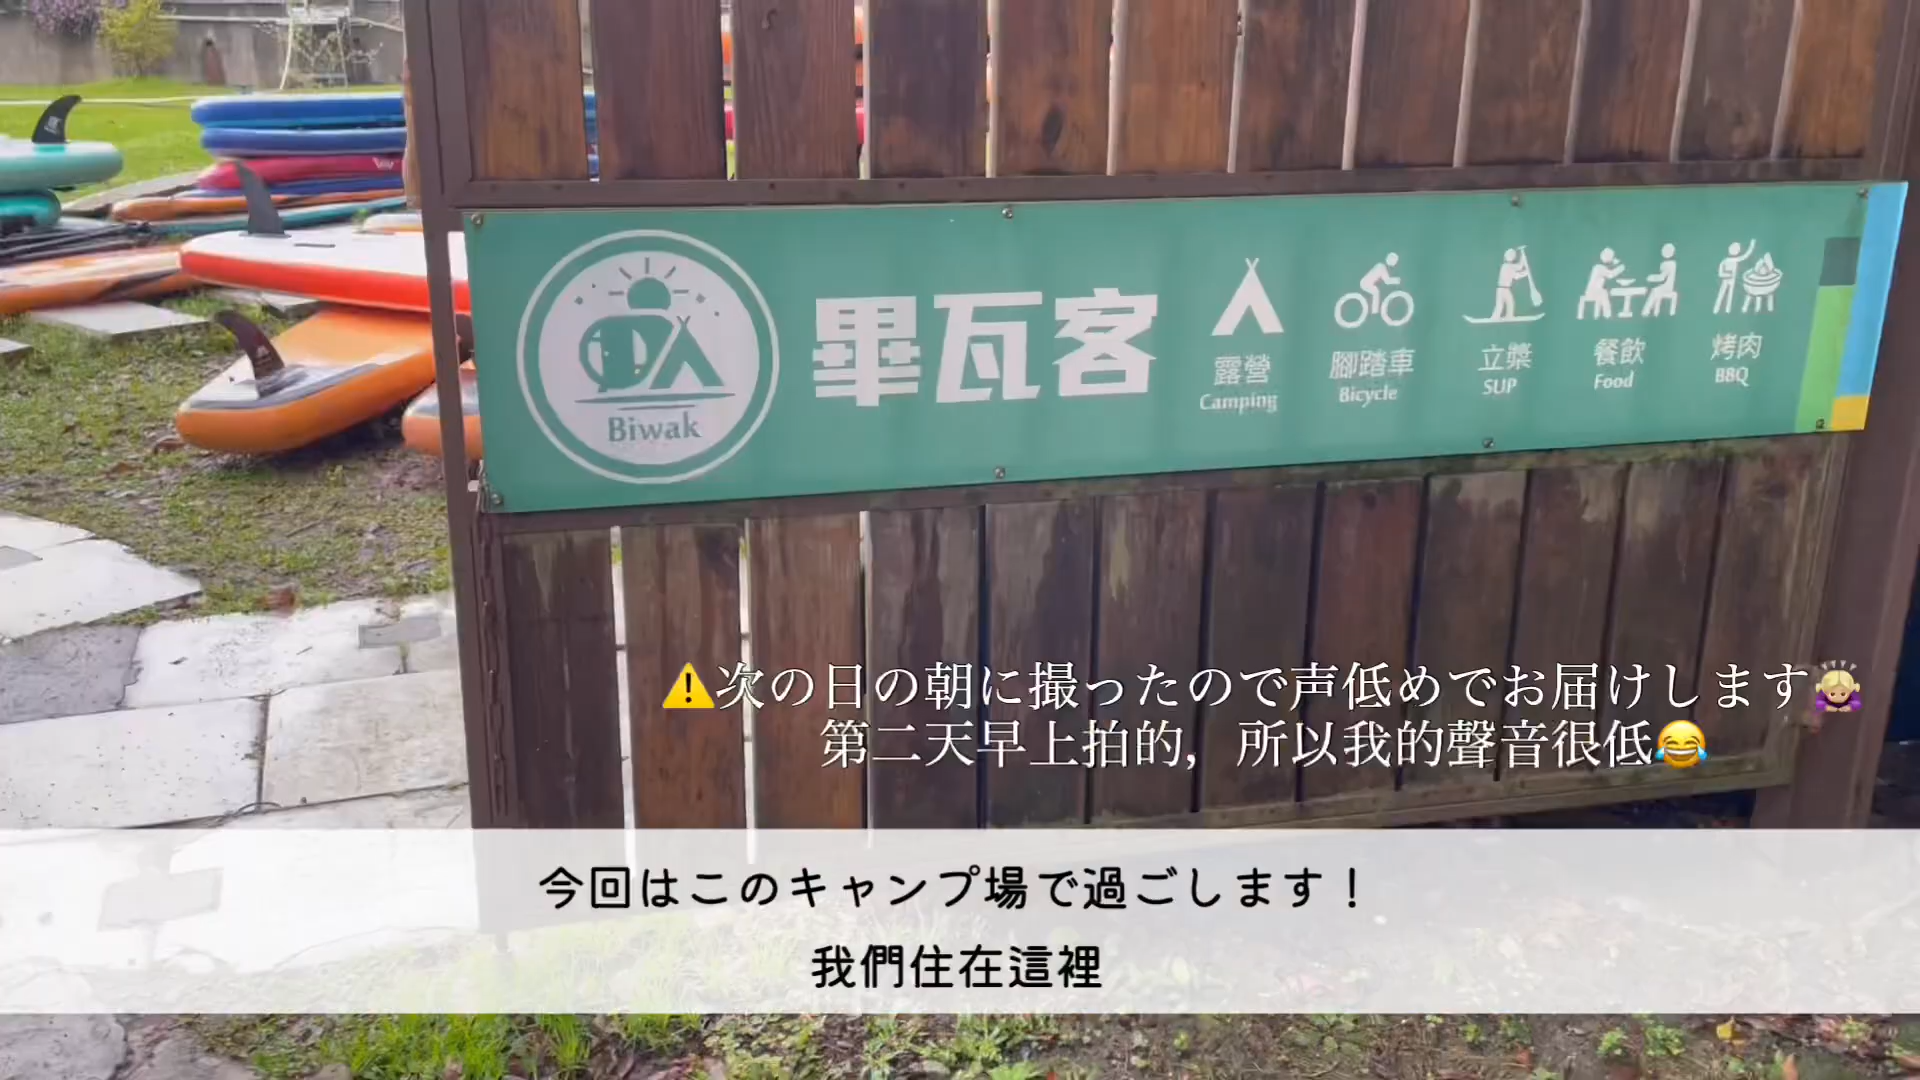 Biwak
畢瓦客
露營
Camping
腳踏車
Bicycle
立槳
SUP
餐飲
Food
烤肉
BBQ
⚠️次の日の朝に撮ったので声低めでお届けします🙇🏼‍♀️
第二天早上拍的，所以我的聲音很低😂
今回はこのキャンプ場で過ごします！
我們住在這裡